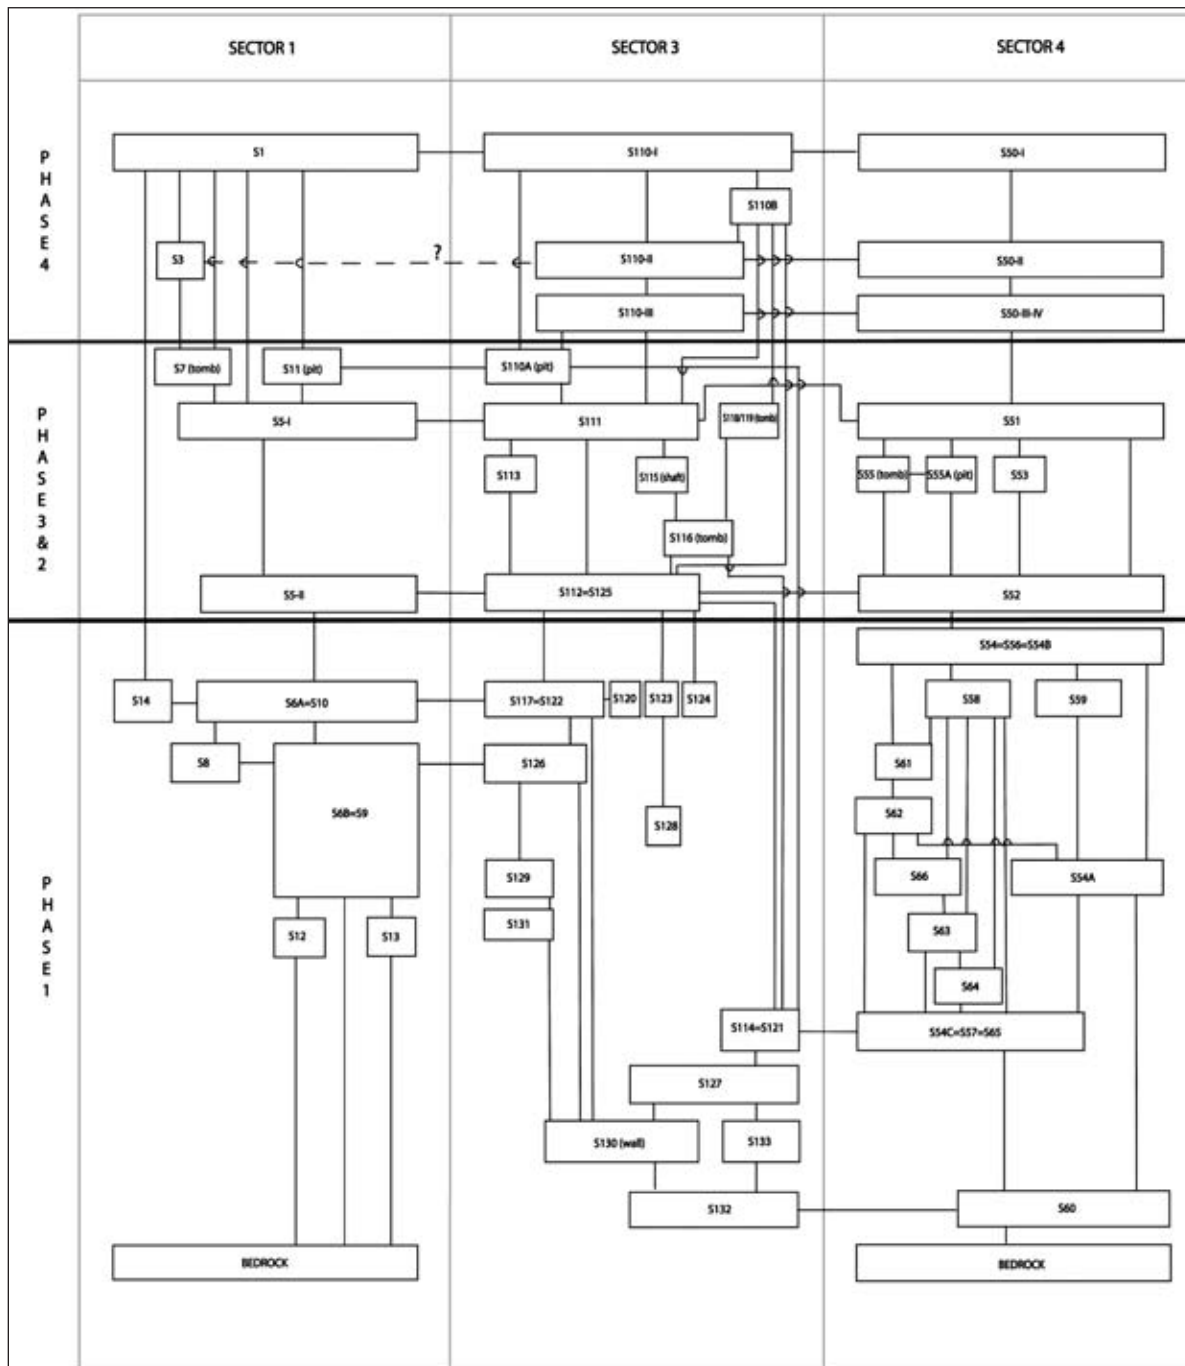 SECTOR 1
SECTOR 3
SECTOR 4
PHASE 4
S1
S110-I
S50-I
S110B
?
S3
S110-II
S50-II
S110-III
S50-III-IV
PHASE 3 & 2
S7 (tomb)
S11 (pit)
S110A (pit)
S5-I
S111
S118/119 (tomb)
S51
S113
S115 (shaft)
S55 (tomb)
S55A (pit)
S53
S116 (tomb)
S5-II
S112=S125
S52
PHASE 1
S54=S56=S54B
S14
S6A=S10
S117=S122
S120
S123
S124
S58
S59
S8
S126
S61
S6B=S9
S62
S128
S129
S66
S54A
S131
S12
S13
S63
S64
S114=S121
S54C=S57=S65
S127
S130 (wall)
S133
S132
S60
BEDROCK
BEDROCK